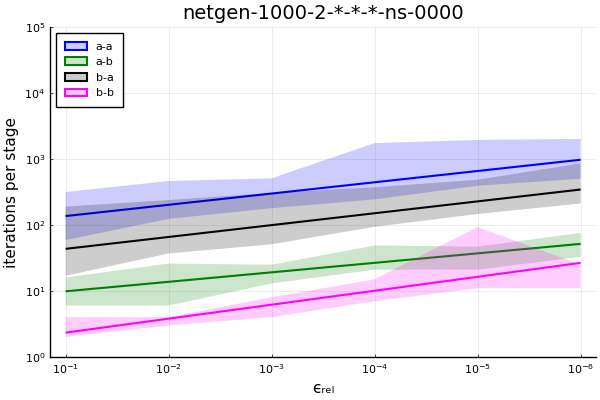 netgen-1000-2-*-*-*-ns-0000
iterations per stage
10⁵
10⁴
10³
10²
10¹
10⁰
a-a
a-b
b-a
b-b
10⁻¹
10⁻²
10⁻³
10⁻⁴
10⁻⁵
10⁻⁶
ϵᵣₑₗ